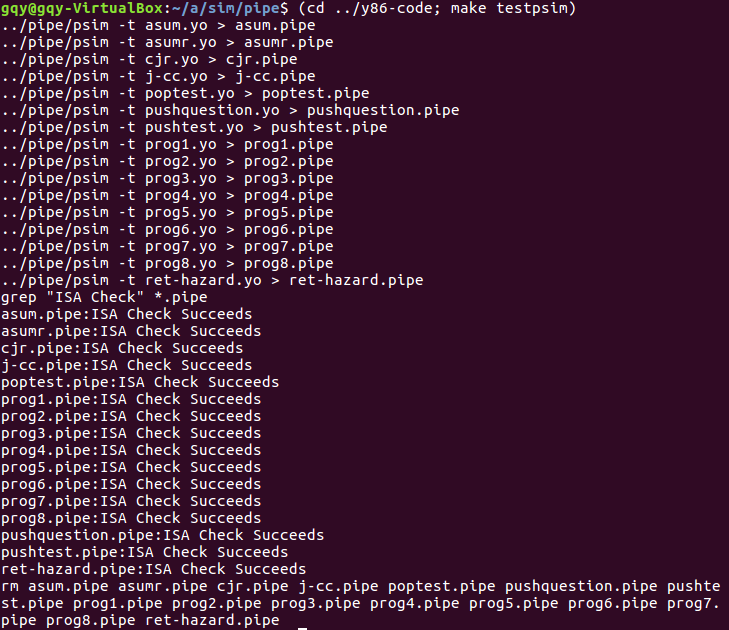 gqy@gqy-VirtualBox:~/a/sim/pipe$ (cd ../y86-code; make testpsim)
../pipe/psim -t asum.yo > asum.pipe
../pipe/psim -t asumr.yo > asumr.pipe
../pipe/psim -t cjr.yo > cjr.pipe
../pipe/psim -t j-cc.yo > j-cc.pipe
../pipe/psim -t poptest.yo > poptest.pipe
../pipe/psim -t pushquestion.yo > pushquestion.pipe
../pipe/psim -t pushtest.yo > pushtest.pipe
../pipe/psim -t prog1.yo > prog1.pipe
../pipe/psim -t prog2.yo > prog2.pipe
../pipe/psim -t prog3.yo > prog3.pipe
../pipe/psim -t prog4.yo > prog4.pipe
../pipe/psim -t prog5.yo > prog5.pipe
../pipe/psim -t prog6.yo > prog6.pipe
../pipe/psim -t prog7.yo > prog7.pipe
../pipe/psim -t prog8.yo > prog8.pipe
../pipe/psim -t ret-hazard.yo > ret-hazard.pipe
grep "ISA Check" *.pipe
asum.pipe:ISA Check Succeeds
asumr.pipe:ISA Check Succeeds
cjr.pipe:ISA Check Succeeds
j-cc.pipe:ISA Check Succeeds
poptest.pipe:ISA Check Succeeds
prog1.pipe:ISA Check Succeeds
prog2.pipe:ISA Check Succeeds
prog3.pipe:ISA Check Succeeds
prog4.pipe:ISA Check Succeeds
prog5.pipe:ISA Check Succeeds
prog6.pipe:ISA Check Succeeds
prog7.pipe:ISA Check Succeeds
prog8.pipe:ISA Check Succeeds
pushquestion.pipe:ISA Check Succeeds
pushtest.pipe:ISA Check Succeeds
ret-hazard.pipe:ISA Check Succeeds
rm asum.pipe asumr.pipe cjr.pipe j-cc.pipe poptest.pipe pushquestion.pipe pushte
st.pipe prog1.pipe prog2.pipe prog3.pipe prog4.pipe prog5.pipe prog6.pipe prog7.
pipe prog8.pipe ret-hazard.pipe